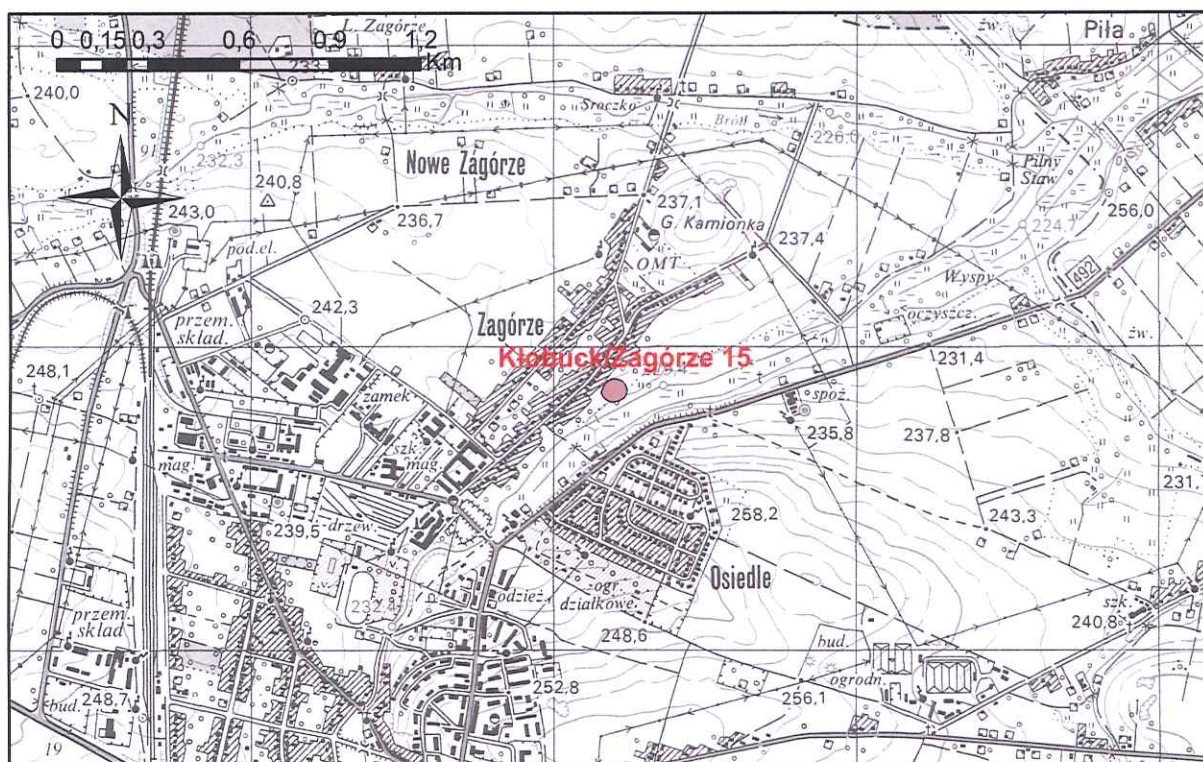 Ł. Zagórze
żw.
Piła
0 0,15 0,3 0,6 0,9 1,2
Km
233
240,0
N
91
232,3
Sroczko
226,0
Pilny
Staw
Nowe Zagórze
240,8
243,0
236,7
237,1
G. Kamionka
237,4
256,0
224,7
pod.el.
OMT
Wyspy
492
242,3
oczyszcz.
przem.
skład.
Zagórze
231,4
żw.
Kłobuck/Zagórze 15
248,1
zamek
spoż.
235,8
237,8
szk.
mag.
mag.
231,
239,5
drzew.
258,2
243,3
odzież.
ogr.
działkowe.
Osiedle
232,4
przem.
skład
248,6
bud.
szk.
240,8
252,8
ogrodn.
256,1
bud.
248,7
19